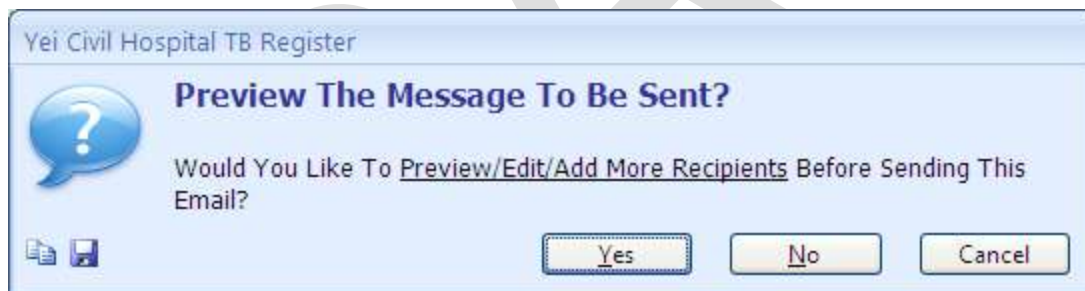 Yei Civil Hospital TB Register
Preview The Message To Be Sent?
Would You Like To Preview/Edit/Add More Recipients Before Sending This
Email?
Yes No Cancel